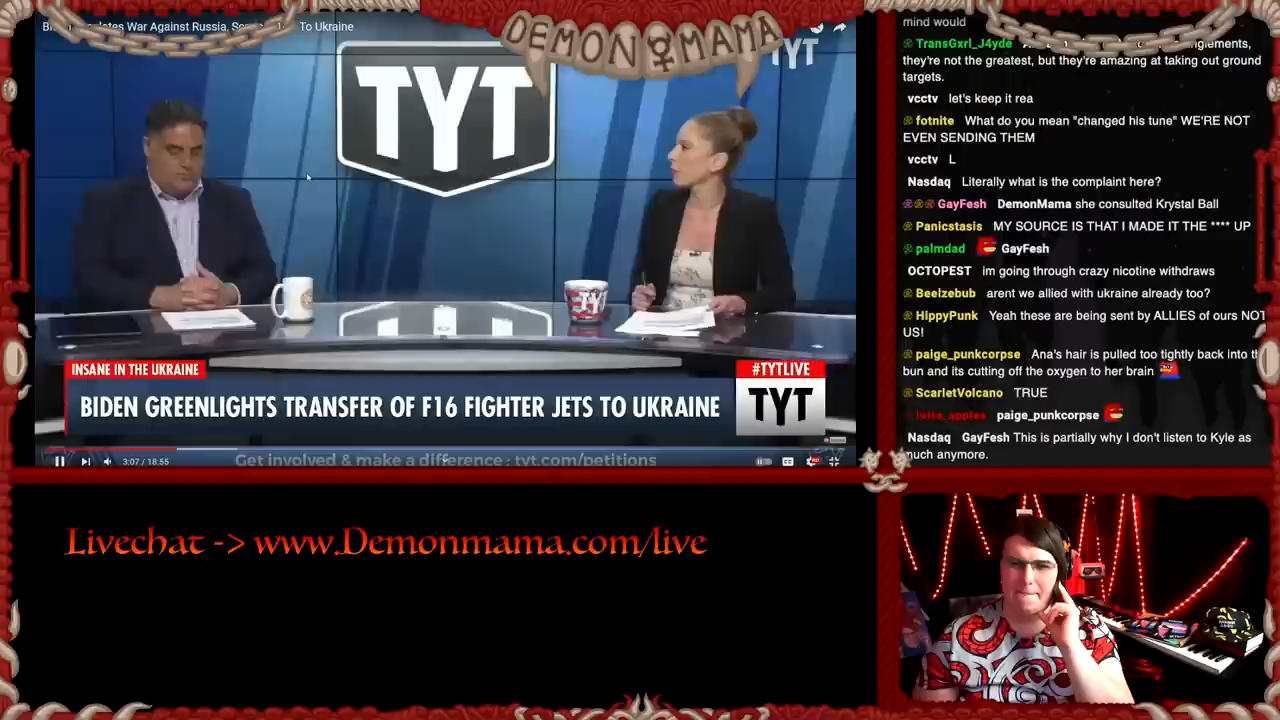 TYT
DEMON MAMA
TYT
TYT
INSANE IN THE UKRAINE
#TYTLIVE
BIDEN GREENLIGHTS TRANSFER OF F16 FIGHTER JETS TO UKRAINE
TYT
3:07 / 18:55
Get involved & make a difference : tyt.com/petitions
mind would
TransGxrl_J4yde
they're not the greatest, but they're amazing at taking out ground
targets.
vcctv let's keep it rea
fotnite What do you mean "changed his tune" WE'RE NOT
EVEN SENDING THEM
vcctv L
Nasdaq Literally what is the complaint here?
GayFesh DemonMama she consulted Krystal Ball
Panicstasis MY SOURCE IS THAT I MADE IT THE **** UP
palmdad GayFesh
OCTOPEST im going through crazy nicotine withdraws
Beelzebub arent we allied with ukraine already too?
HippyPunk Yeah these are being sent by ALLIES of ours NOT
US!
paige_punkcorpse Ana's hair is pulled too tightly back into
bun and its cutting off the oxygen to her brain
ScarletVolcano TRUE
lotta_apples paige_punkcorpse
Nasdaq GayFesh This is partially why I don't listen to Kyle as
much anymore.
Livechat -> www.Demonmama.com/live